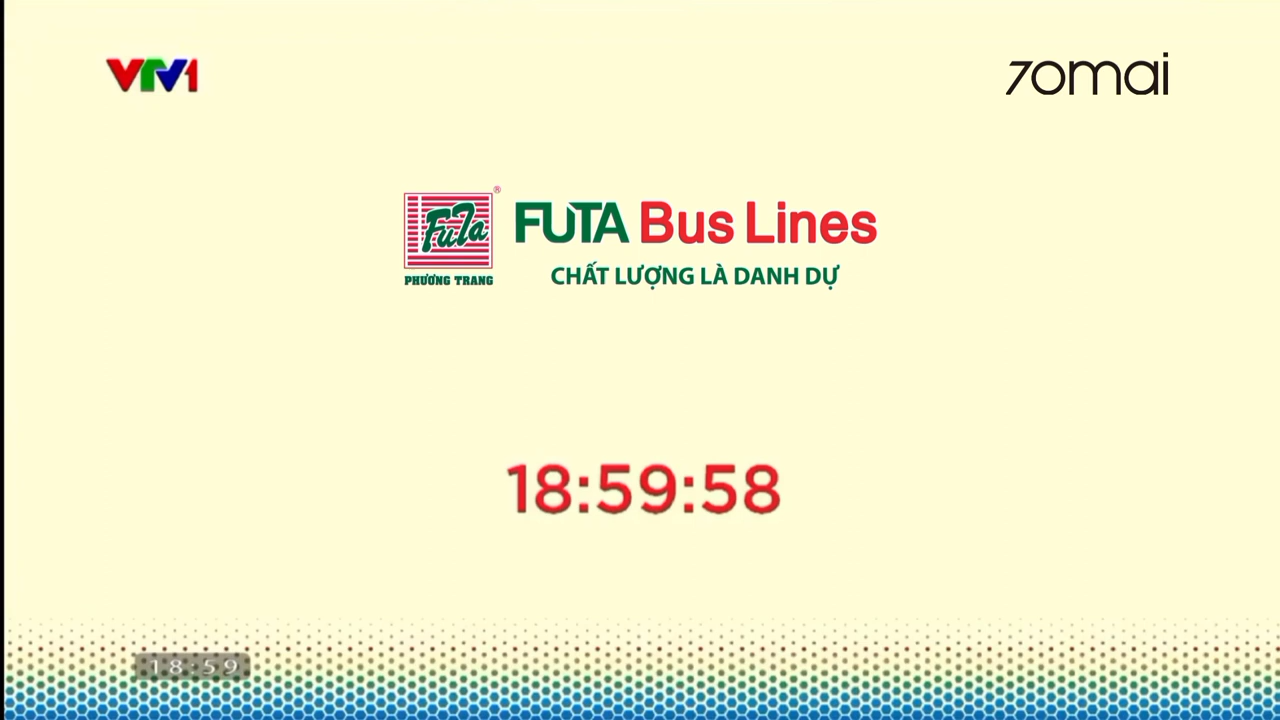 VTV1
70mai
FuTa ®
PHƯƠNG TRANG
FUTA Bus Lines
CHẤT LƯỢNG LÀ DANH DỰ
18:59:58
18:59